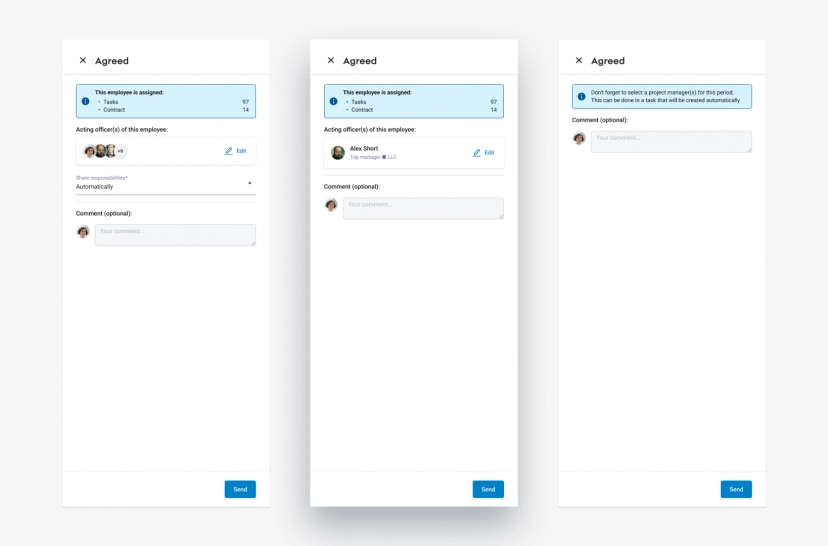 Agreed
This employee is assigned:
• Tasks 97
• Contract 14
Acting officer(s) of this employee:
+9
Edit
Share responsibilities*
Automatically
Comment (optional):
Your comment...
Send
Agreed
This employee is assigned:
• Tasks 97
• Contract 14
Acting officer(s) of this employee:
Alex Short
Top manager LLC
Edit
Comment (optional):
Your comment...
Send
Agreed
Don't forget to select a project manager(s) for this period.
This can be done in a task that will be created automatically
Comment (optional):
Your comment...
Send